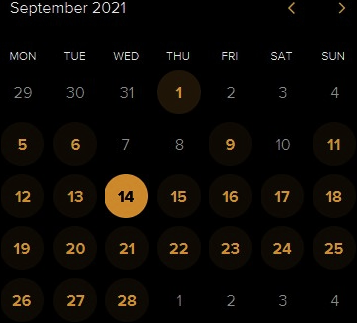 September 2021
MON TUE WED THU FRI SAT SUN
29 30 31 1 2 3 4
5 6 7 8 9 10 11
12 13 14 15 16 17 18
19 20 21 22 23 24 25
26 27 28 1 2 3 4